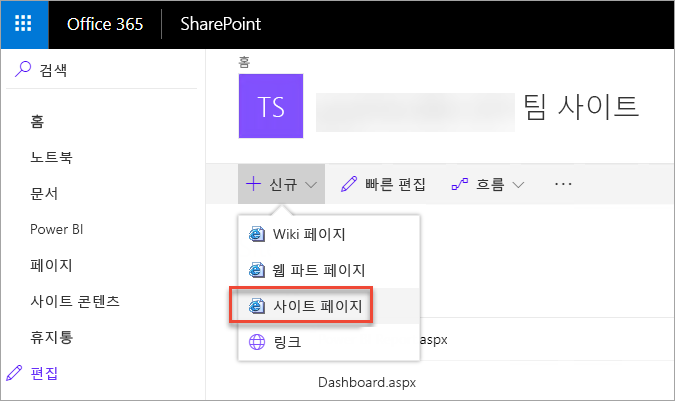 Office 365 SharePoint
검색
홈
노트북
문서
Power BI
페이지
사이트 콘텐츠
휴지통
편집
홈
TS 팀 사이트
신규 빠른 편집 흐름 ...
Wiki 페이지
웹 파트 페이지
사이트 페이지
링크
aspx
Dashboard.aspx